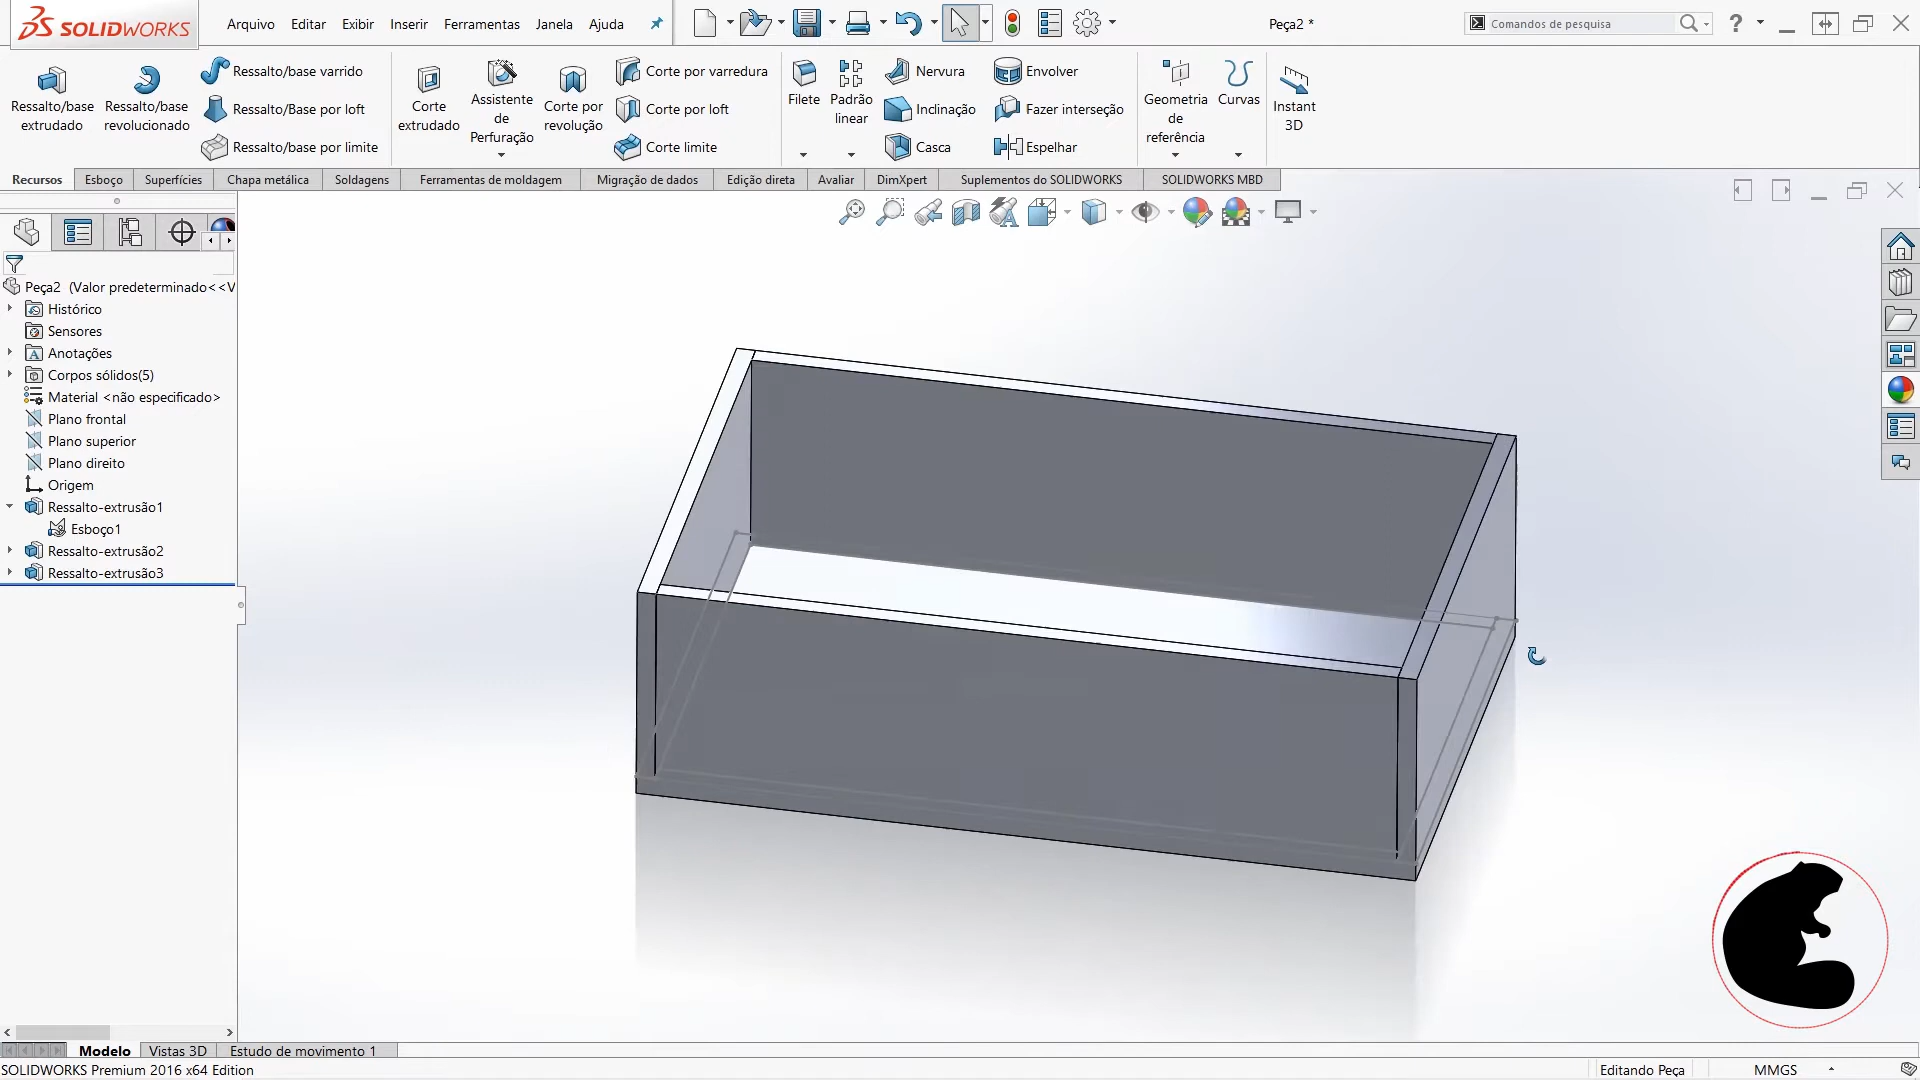 SOLIDWORKS
Arquivo Editar Exibir Inserir Ferramentas Janela Ajuda
Peça2 *
Comandos de pesquisa
?
Ressalto/base extrudado
Ressalto/base revolucionado
Ressalto/base varrido
Ressalto/Base por loft
Ressalto/base por limite
Corte extrudado
Assistente de Perfuração
Corte por revolução
Corte por varredura
Corte por loft
Corte limite
Filete
Padrão linear
Nervura
Inclinação
Casca
Envolver
Fazer interseção
Espelhar
Geometria de referência
Curvas
Instant 3D
Recursos Esboço Superfícies Chapa metálica Soldagens Ferramentas de moldagem Migração de dados Edição direta Avaliar DimXpert Suplementos do SOLIDWORKS SOLIDWORKS MBD
Peça2 (Valor predeterminado<<V
Histórico
Sensores
Anotações
Corpos sólidos(5)
Material <não especificado>
Plano frontal
Plano superior
Plano direito
Origem
Ressalto-extrusão1
Esboço1
Ressalto-extrusão2
Ressalto-extrusão3
Modelo Vistas 3D Estudo de movimento 1
SOLIDWORKS Premium 2016 x64 Edition
Editando Peça
MMGS